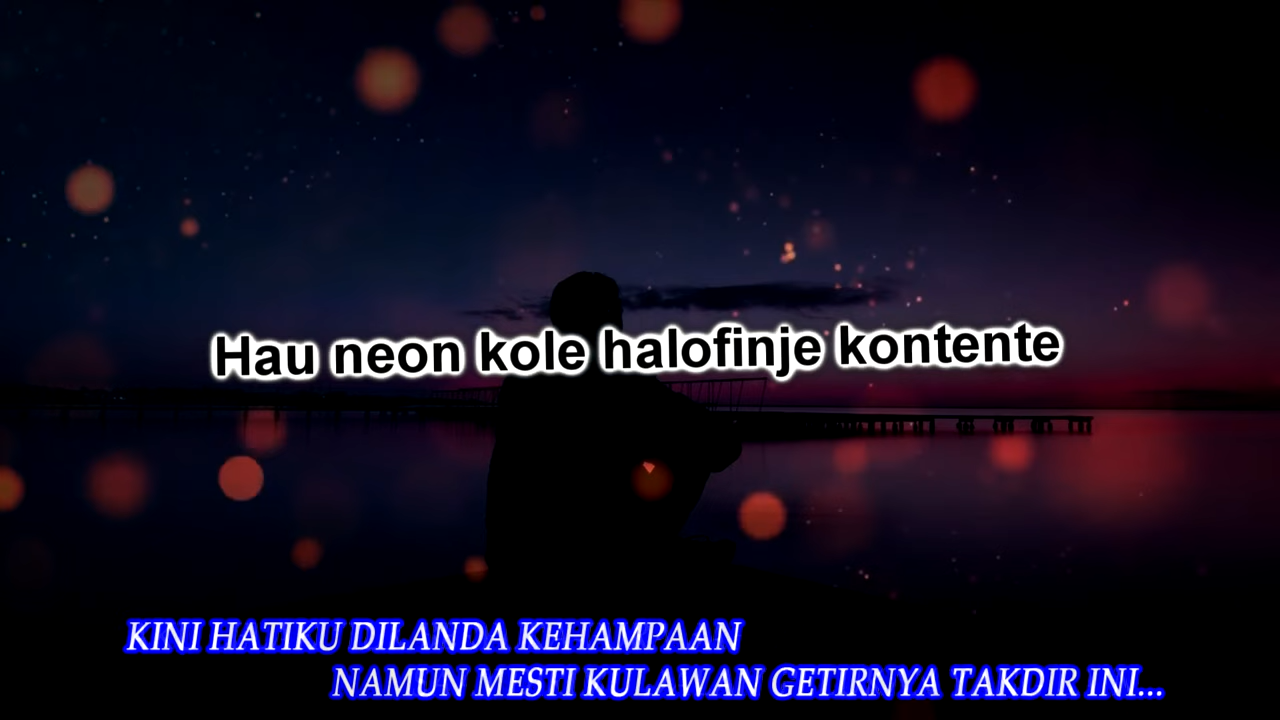 Hau neon kole halofinje kontente
KINI HATIKU DILANDA KEHAMPAAN
NAMUN MESTI KULAWAN GETIRNYA TAKDIR INI...